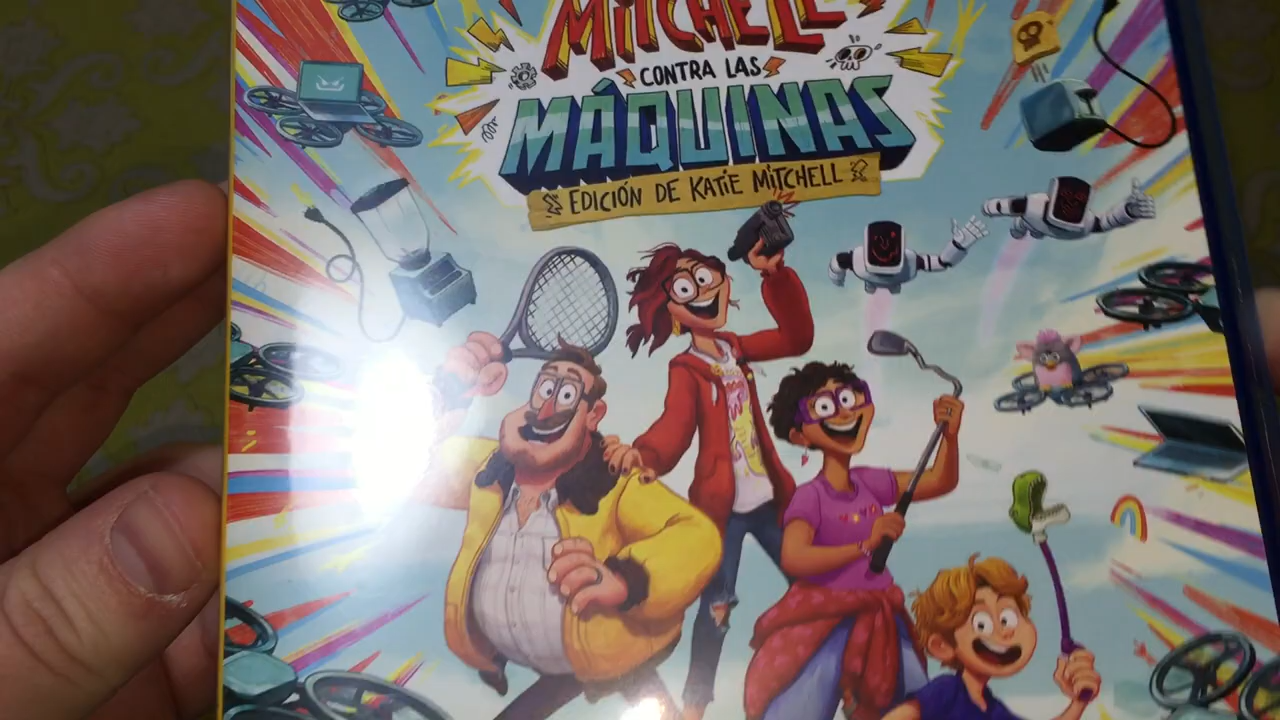 MITCHELL
CONTRA LAS
MÁQUINAS
EDICIÓN DE KATIE MITCHELL